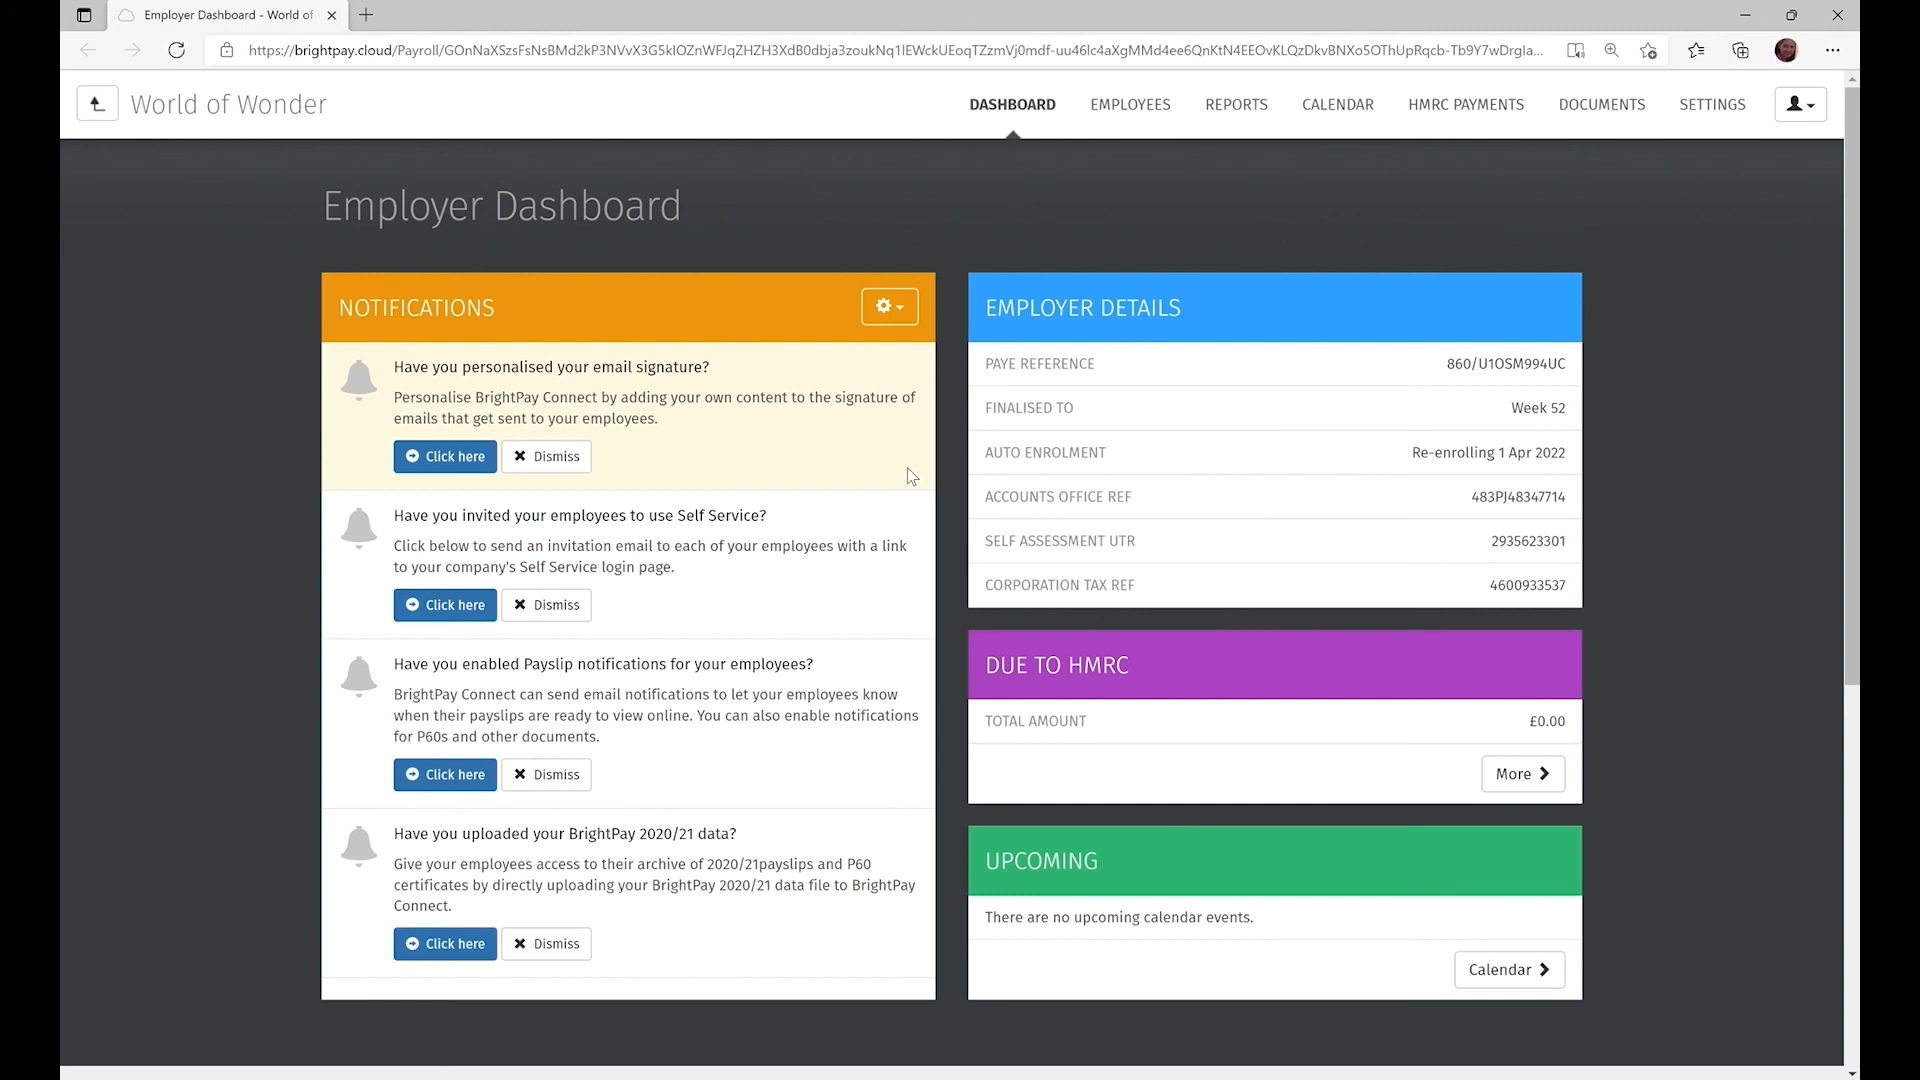 Employer Dashboard - World of
https://brightpay.cloud/Payroll/
World of Wonder
DASHBOARD
EMPLOYEES
REPORTS
CALENDAR
HMRC PAYMENTS
DOCUMENTS
SETTINGS
Employer Dashboard
NOTIFICATIONS
Have you personalised your email signature?
Personalise BrightPay Connect by adding your own content to the signature of
emails that get sent to your employees.
Click here
Dismiss
Have you invited your employees to use Self Service?
Click below to send an invitation email to each of your employees with a link
to your company's Self Service login page.
Click here
Dismiss
Have you enabled Payslip notifications for your employees?
BrightPay Connect can send email notifications to let your employees know
when their payslips are ready to view online. You can also enable notifications
for P60s and other documents.
Click here
Dismiss
Have you uploaded your BrightPay 2020/21 data?
Give your employees access to their archive of 2020/21payslips and P60
certificates by directly uploading your BrightPay 2020/21 data file to BrightPay
Connect.
Click here
Dismiss
EMPLOYER DETAILS
PAYE REFERENCE 860/U1OSM994UC
FINALISED TO Week 52
AUTO ENROLMENT Re-enrolling 1 Apr 2022
ACCOUNTS OFFICE REF 483PJ48347714
SELF ASSESSMENT UTR 2935623301
CORPORATION TAX REF 4600933537
DUE TO HMRC
TOTAL AMOUNT £0.00
More
UPCOMING
There are no upcoming calendar events.
Calendar